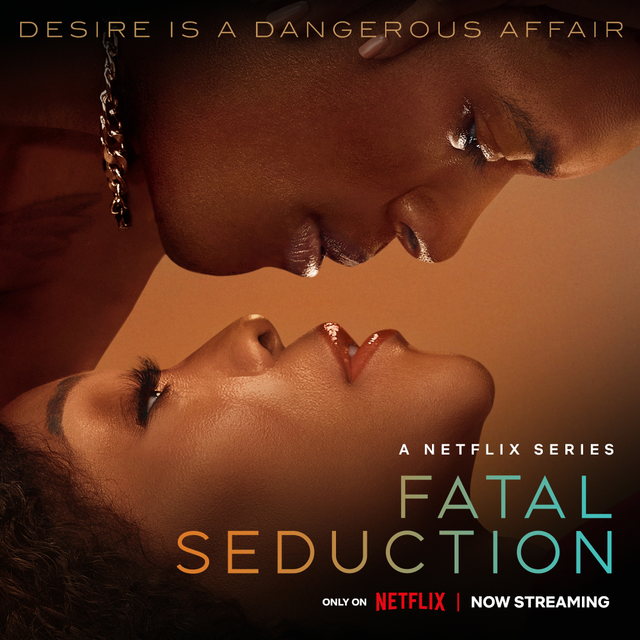 DESIRE IS A DANGEROUS AFFAIR
A NETFLIX SERIES
FATAL
SEDUCTION
ONLY ON NETFLIX | NOW STREAMING